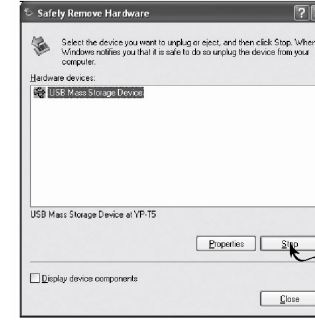 Safely Remove Hardware
?
Select the device you want to unplug or eject, and then click Stop. When
Windows notifies you that it is safe to do so unplug the device from your
computer.
Hardware devices:
USB Mass Storage Device
USB Mass Storage Device at YP-T5
Properties
Stop
Display device components
Close